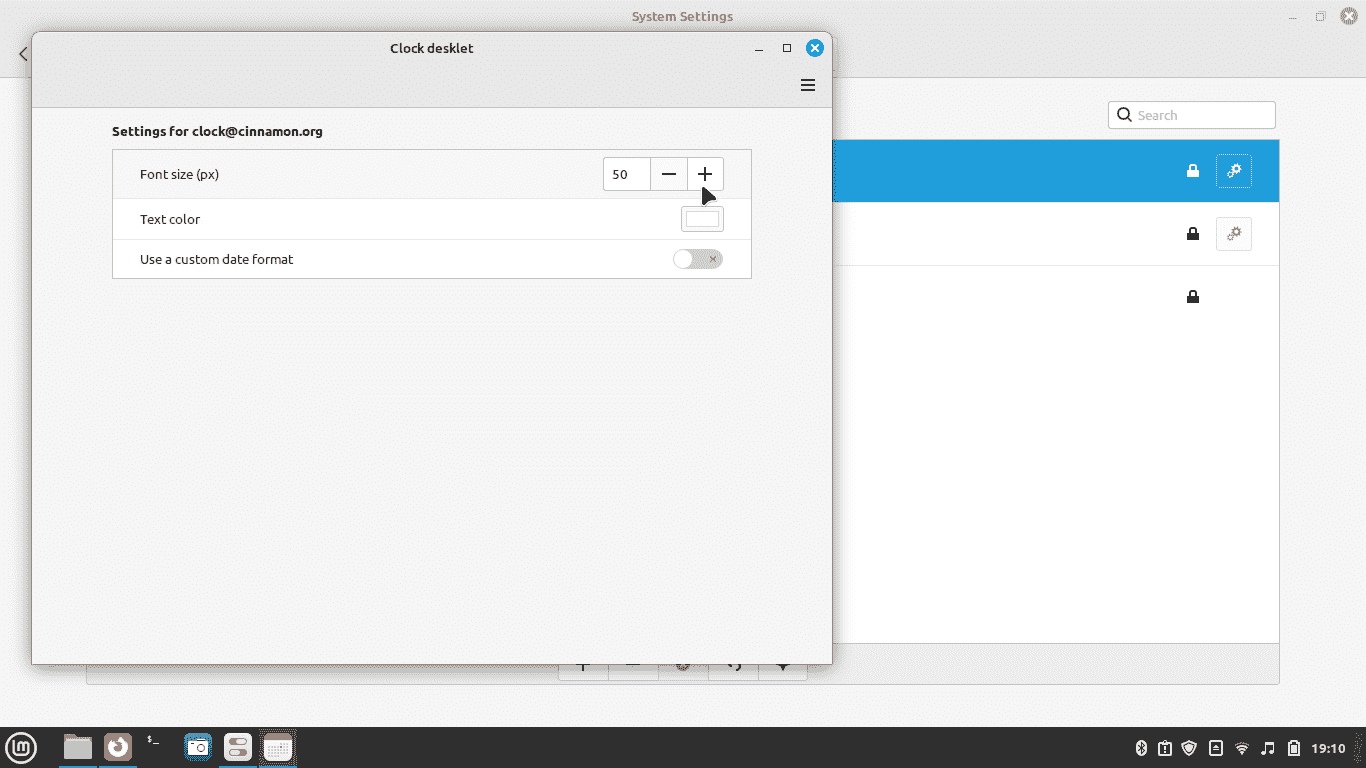 System Settings
Clock desklet
Settings for clock@cinnamon.org
Search
Font size (px)
50
Text color
Use a custom date format
$_
19:10